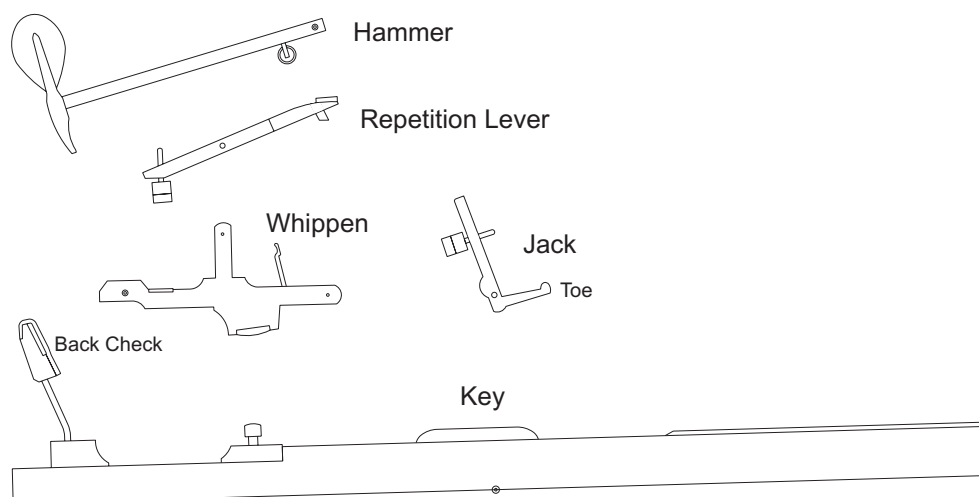 Hammer
Repetition Lever
Whippen
Jack
Toe
Back Check
Key